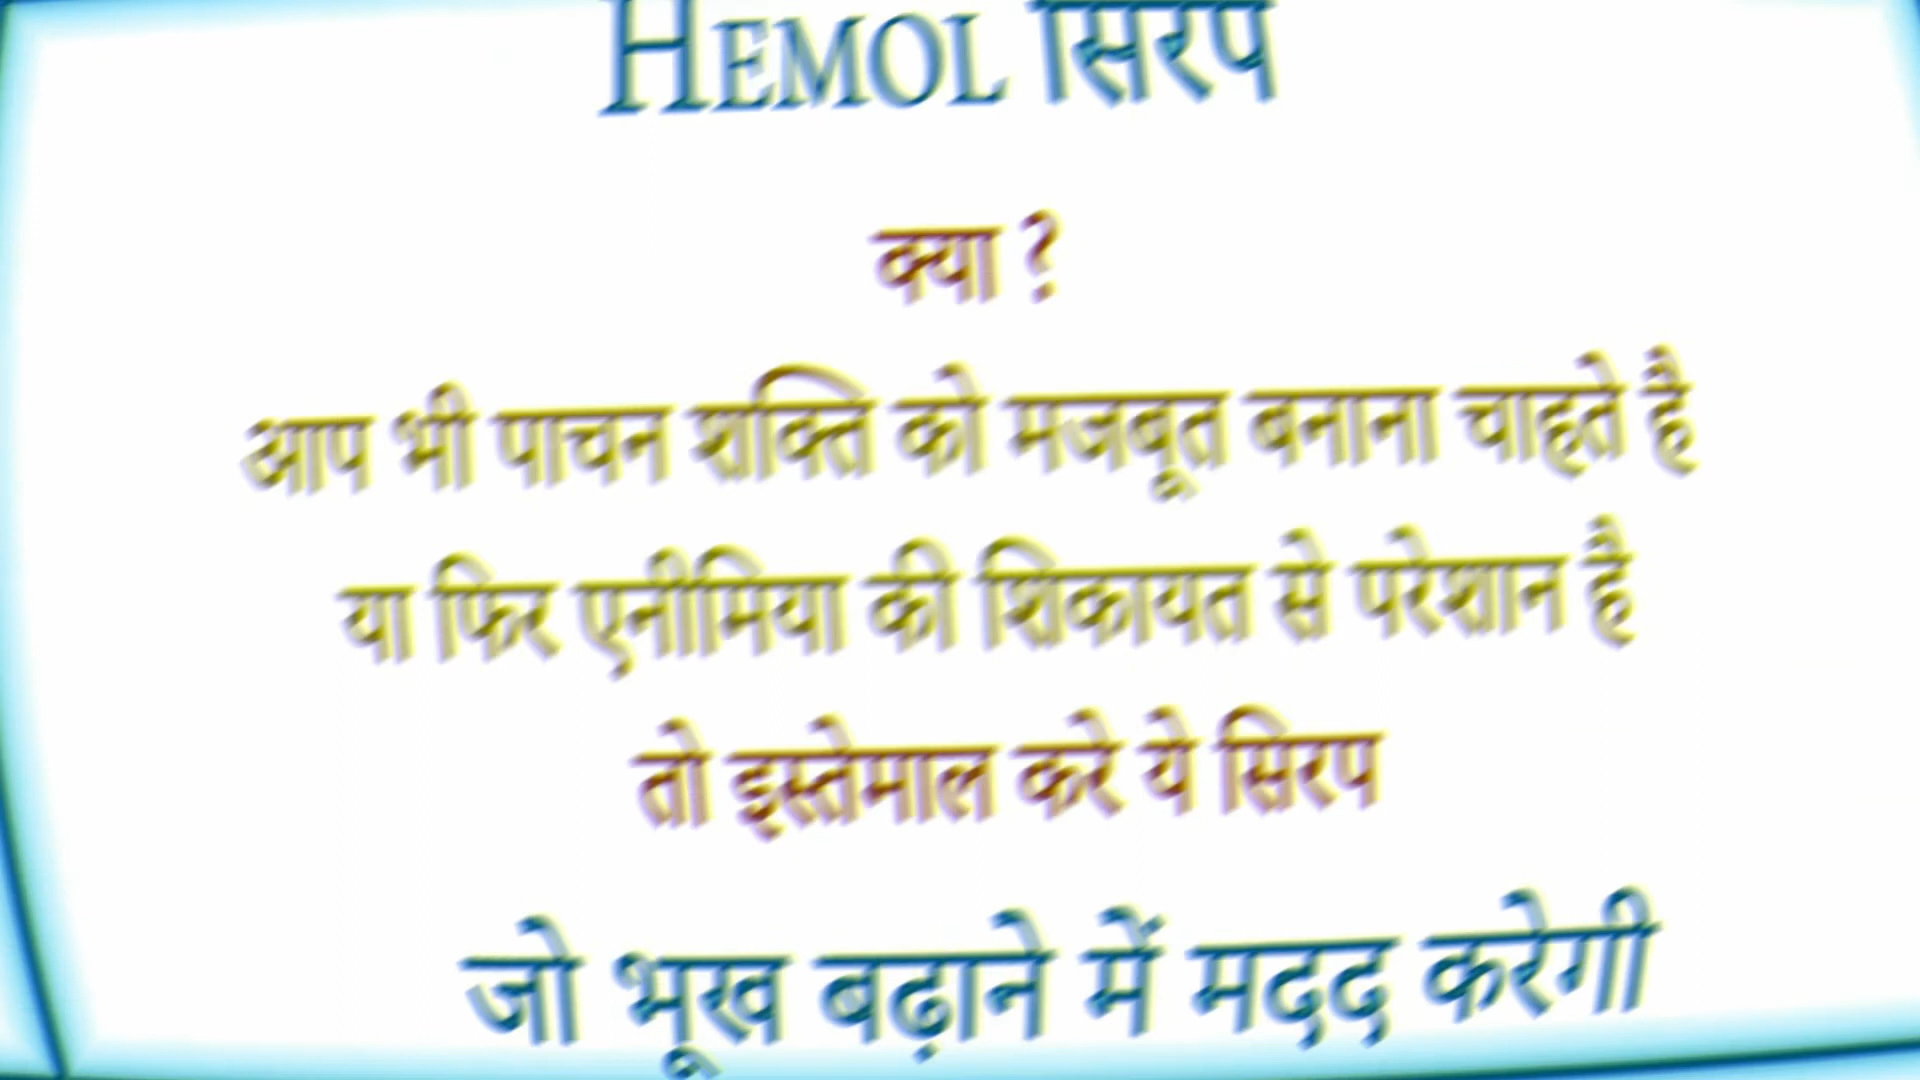 HEMOL सिरप
क्या ?
आप भी पाचन शक्ति को मजबूत बनाना चाहते है
या फिर एनीमिया की शिकायत से परेशान है
तो इस्तेमाल करे ये सिरप
जो भूख बढ़ाने में मदद करेगी